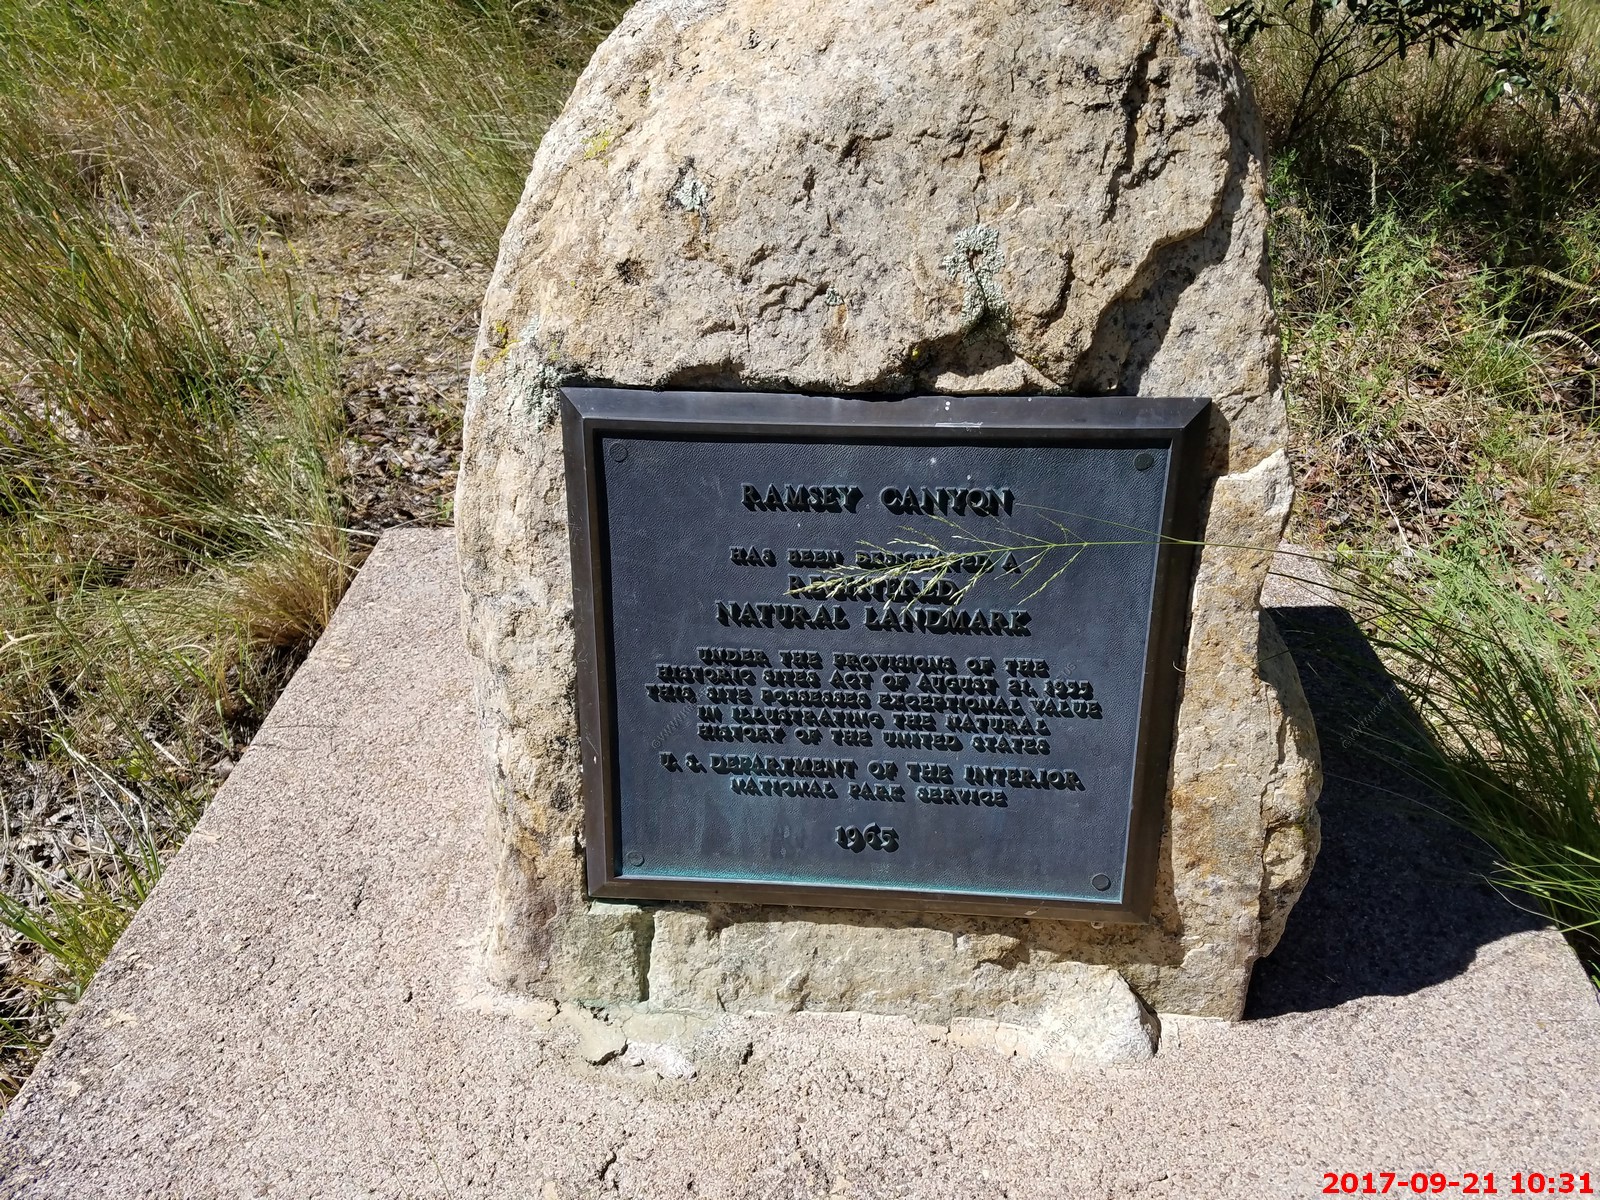 RAMSEY CANYON
HAS BEEN DESIGNATED A
REGISTERED
NATURAL LANDMARK
UNDER THE PROVISIONS OF THE
HISTORIC SITES ACT OF AUGUST 21, 1935
THIS SITE POSSESSES EXCEPTIONAL VALUE
IN ILLUSTRATING THE NATURAL
HISTORY OF THE UNITED STATES
U. S. DEPARTMENT OF THE INTERIOR
NATIONAL PARK SERVICE
1965
2017-09-21 10:31